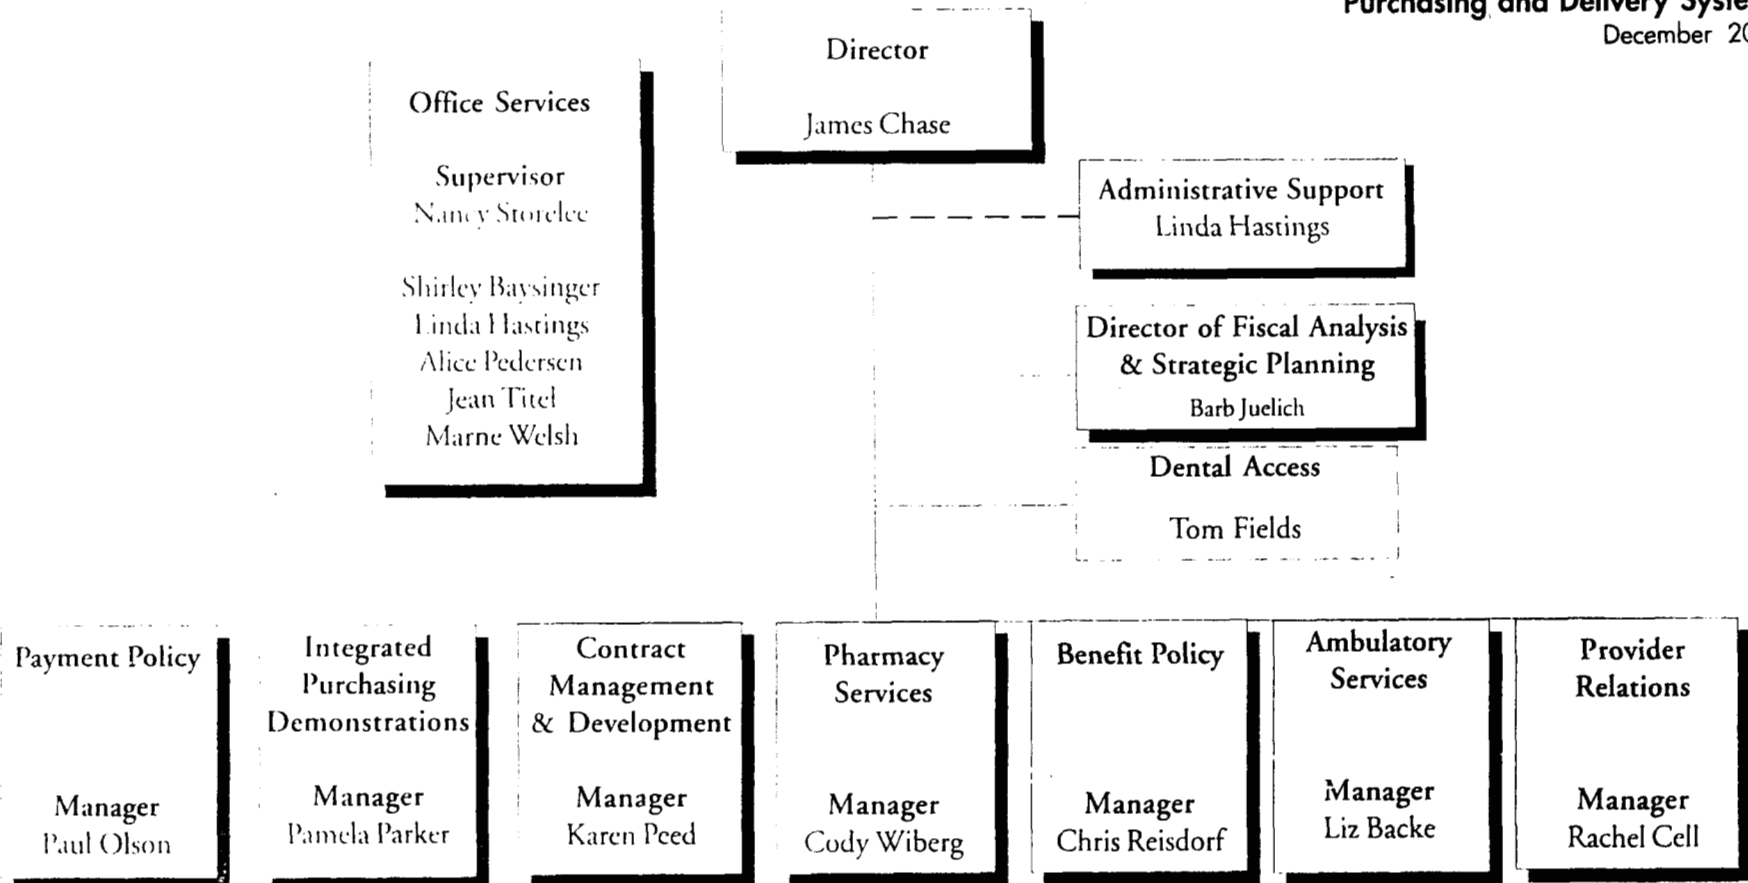 Purchasing and Delivery
December
Director
James Chase
Office Services
Supervisor
Nancy Storelee
Shirley Baysinger
Linda Hastings
Alice Pedersen
Jean Titel
Marne Welsh
Administrative Support
Linda Hastings
Director of Fiscal Analysis
& Strategic Planning
Barb Juelich
Dental Access
Tom Fields
Payment Policy
Manager
Paul Olson
Integrated
Purchasing
Demonstrations
Manager
Pamela Parker
Contract
Management
& Development
Manager
Karen Peed
Pharmacy
Services
Manager
Cody Wiberg
Benefit Policy
Manager
Chris Reisdorf
Ambulatory
Services
Manager
Liz Backe
Provider
Relations
Manager
Rachel Cell